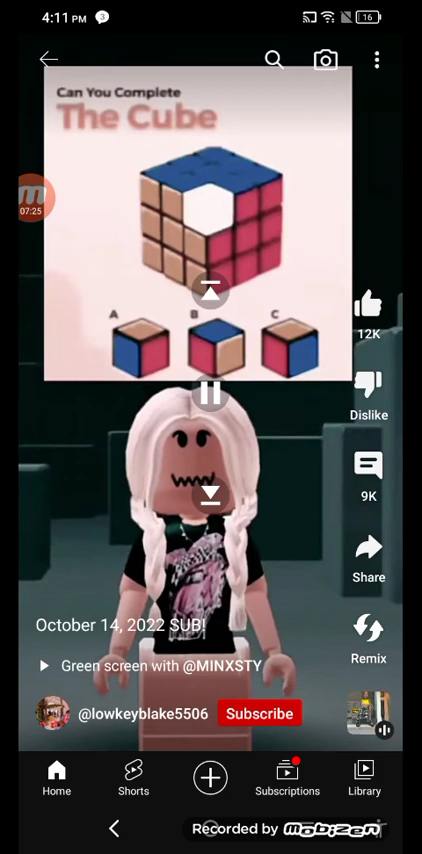 4:11 PM 3
16
Can You Complete
The Cube
m
07:25
A B C
12K
Dislike
9K
Share
October 14, 2022 SUB!
Remix
Green screen with @MINXSTY
@lowkeyblake5506 Subscribe
Home Shorts Subscriptions Library
Recorded by mobizen